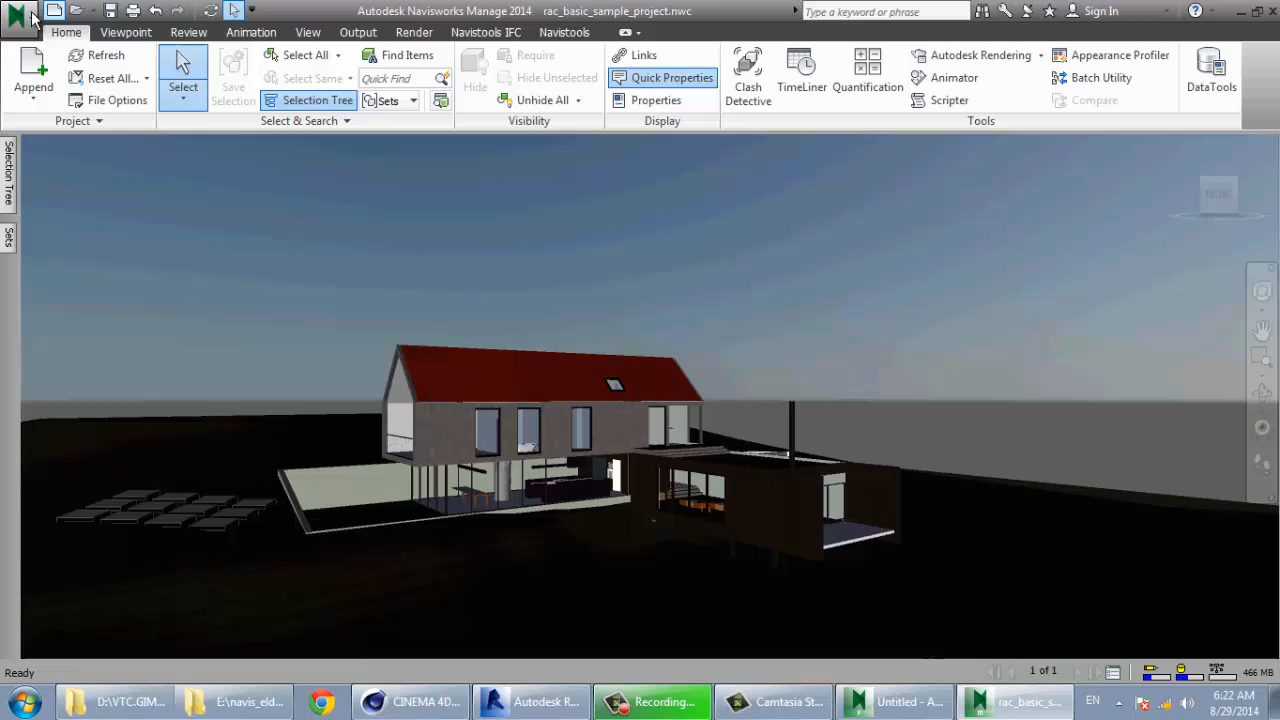 Autodesk Navisworks Manage 2014 rac_basic_sample_project.nwc
Type a keyword or phrase
Sign In
Home Viewpoint Review Animation View Output Render Navistools IFC Navistools
Append
Refresh
Reset All...
File Options
Project
Select
Save Selection
Select All
Select Same
Selection Tree
Find Items
Quick Find
Sets
Select & Search
Hide
Require
Hide Unselected
Unhide All
Visibility
Links
Quick Properties
Properties
Display
Clash Detective
TimeLiner
Quantification
Autodesk Rendering
Animator
Scripter
Appearance Profiler
Batch Utility
Compare
Tools
DataTools
Selection Tree
Sets
Ready
1 of 1
466 MB
D:\VTC.GIM...
E:\navis_eld...
CINEMA D...
Autodesk R...
Recording...
Camtasia St...
Untitled - A...
rac_basic_s...
EN
6:22 AM
8/29/2014